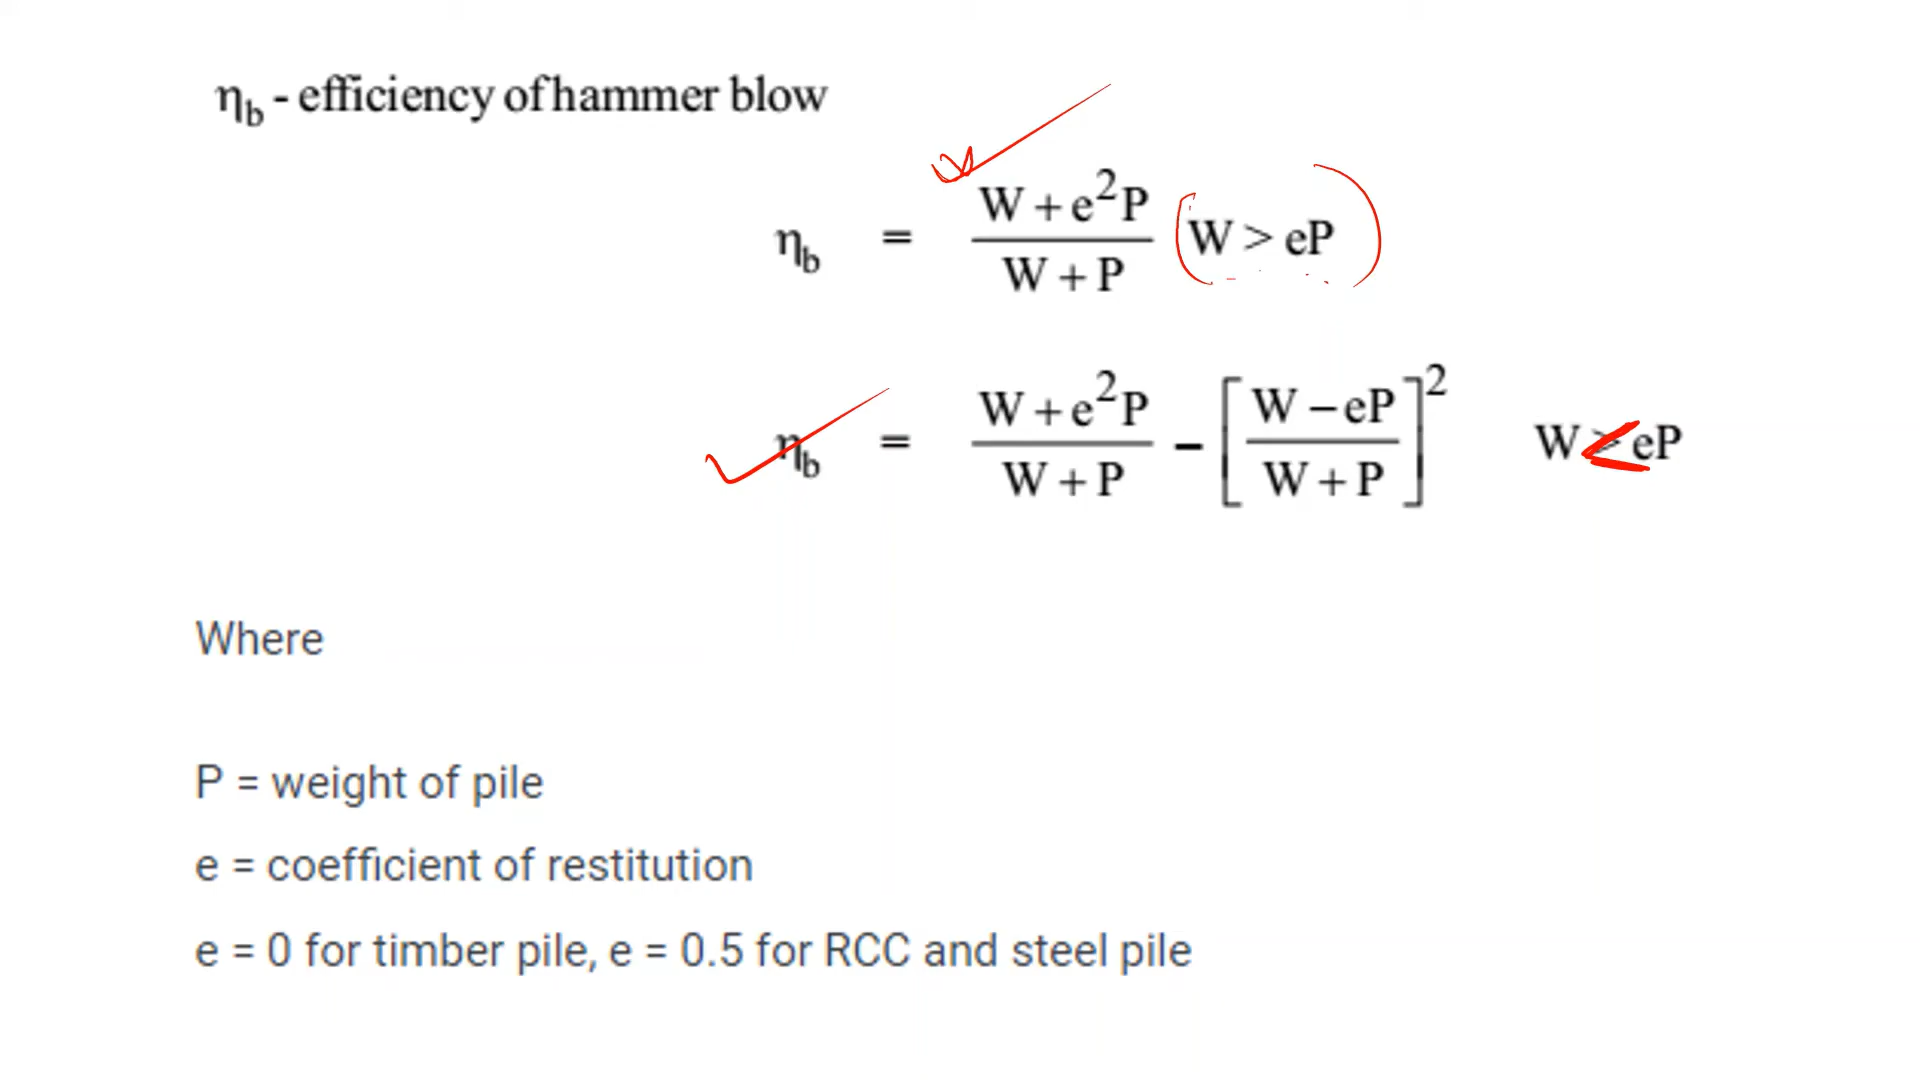 ηb - efficiency of hammer blow
ηb = W + e²P / W + P (W > eP)
ηb = W + e²P / W + P − [W − eP / W + P]² W ≤ eP
Where
P = weight of pile
e = coefficient of restitution
e = 0 for timber pile, e = 0.5 for RCC and steel pile